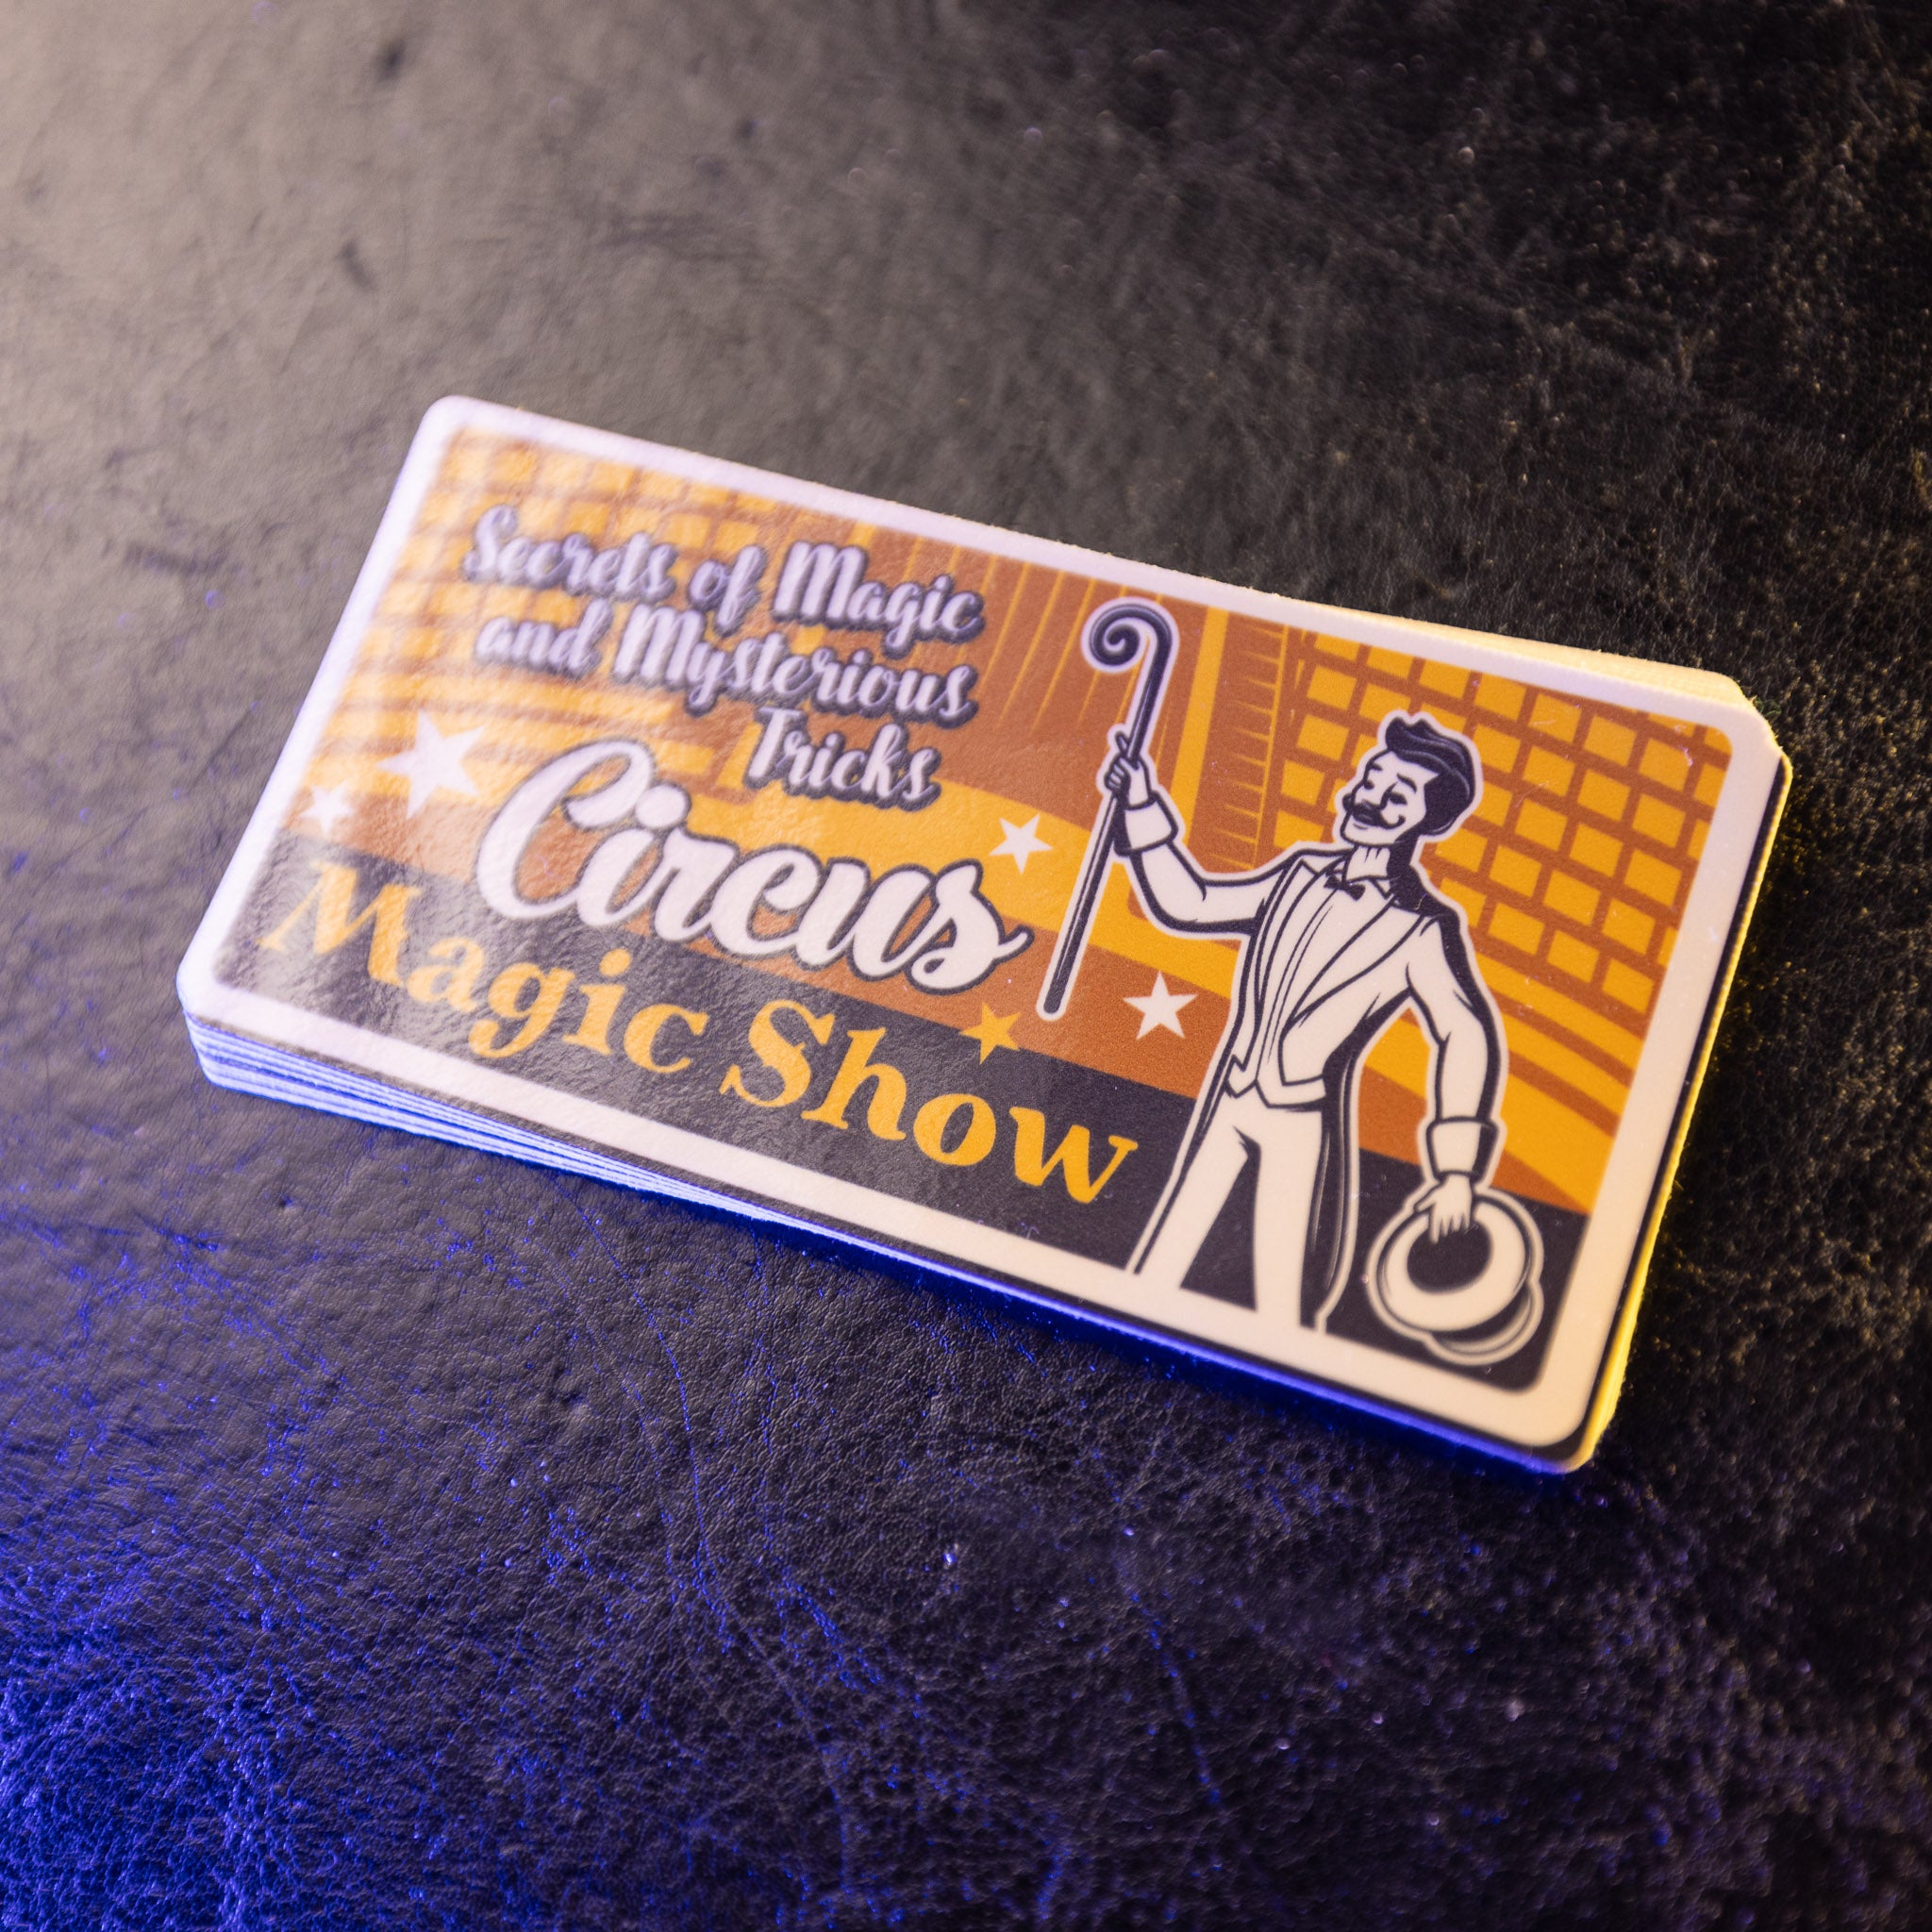 Secrets of Magic
and Mysterious
Tricks
Circus
Magic Show